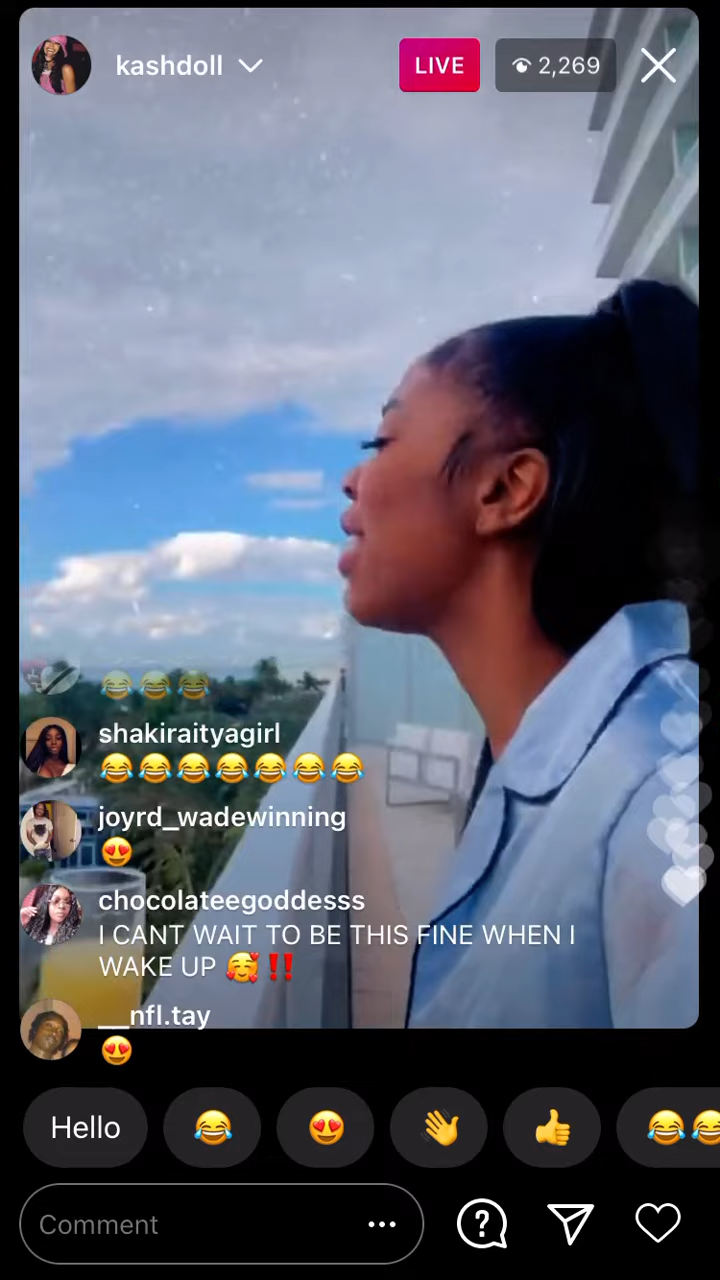 kashdoll
LIVE
2,269
😂😂😂
shakiraityagirl
😂😂😂😂😂😂😂
joyrd_wadewinning
😍
chocolateegoddesss
I CANT WAIT TO BE THIS FINE WHEN I
WAKE UP 🥰‼️
__nfl.tay
😍
Hello 😂 😍 👋 👍 😂😂
Comment